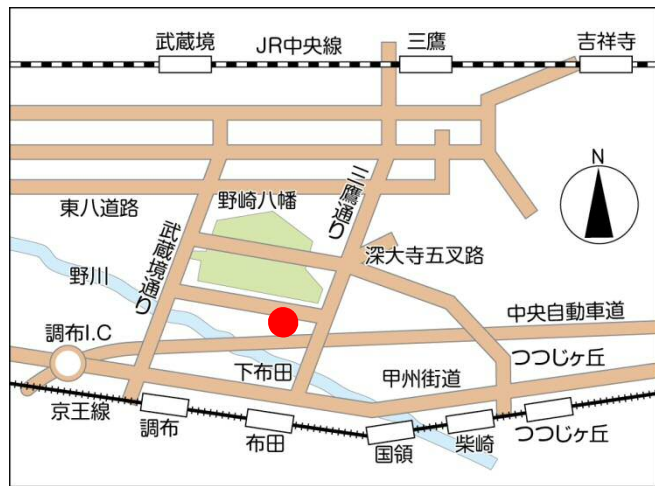 武蔵境
JR中央線
三鷹
吉祥寺
N
東八道路
野崎八幡
三鷹通り
武蔵境通り
深大寺五叉路
野川
中央自動車道
調布I.C
つつじヶ丘
下布田
甲州街道
京王線
調布
布田
国領
柴崎
つつじヶ丘